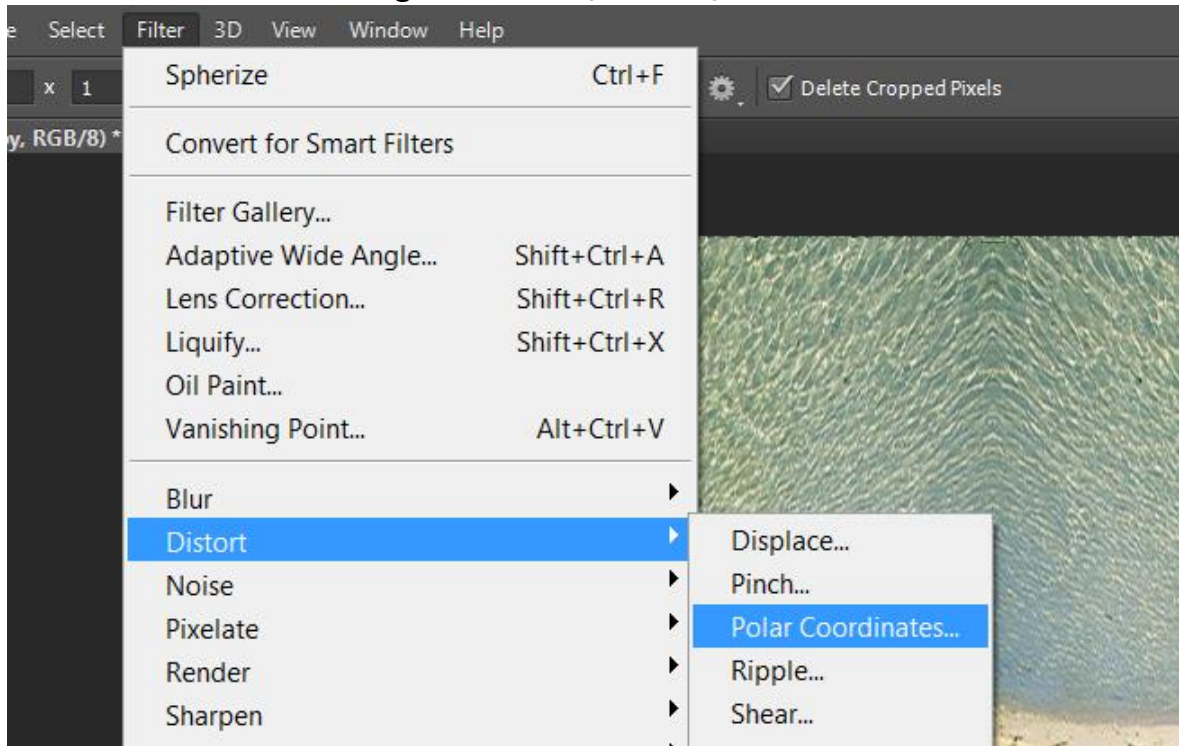 Select Filter 3D View Window Help
x 1
Delete Cropped Pixels
Spherize Ctrl+F
RGB/8) *
Convert for Smart Filters
Filter Gallery...
Adaptive Wide Angle... Shift+Ctrl+A
Lens Correction... Shift+Ctrl+R
Liquify... Shift+Ctrl+X
Oil Paint...
Vanishing Point... Alt+Ctrl+V
Blur
Distort
Displace...
Noise
Pinch...
Pixelate
Polar Coordinates...
Render
Ripple...
Sharpen
Shear...